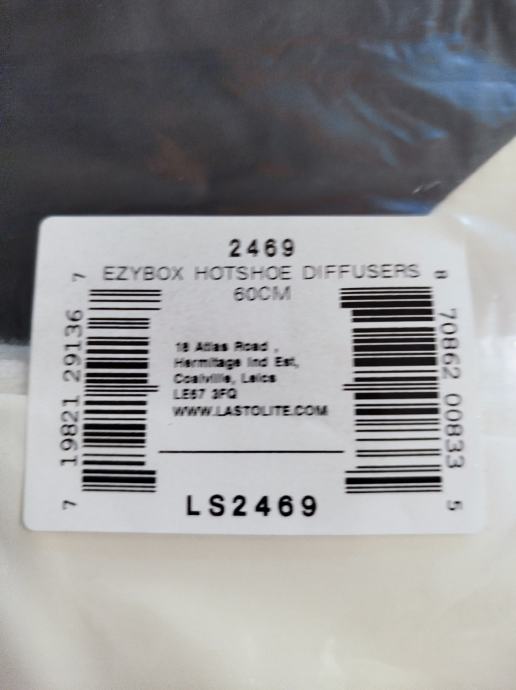 2469
EZYBOX HOTSHOE DIFFUSERS
60CM
18 Atlas Road ,
Hermitage Ind Est,
Coalville, Leics
LE67 3FQ
WWW.LASTOLITE.COM
LS2469
7 19821 29136 7
8 70862 00833 5